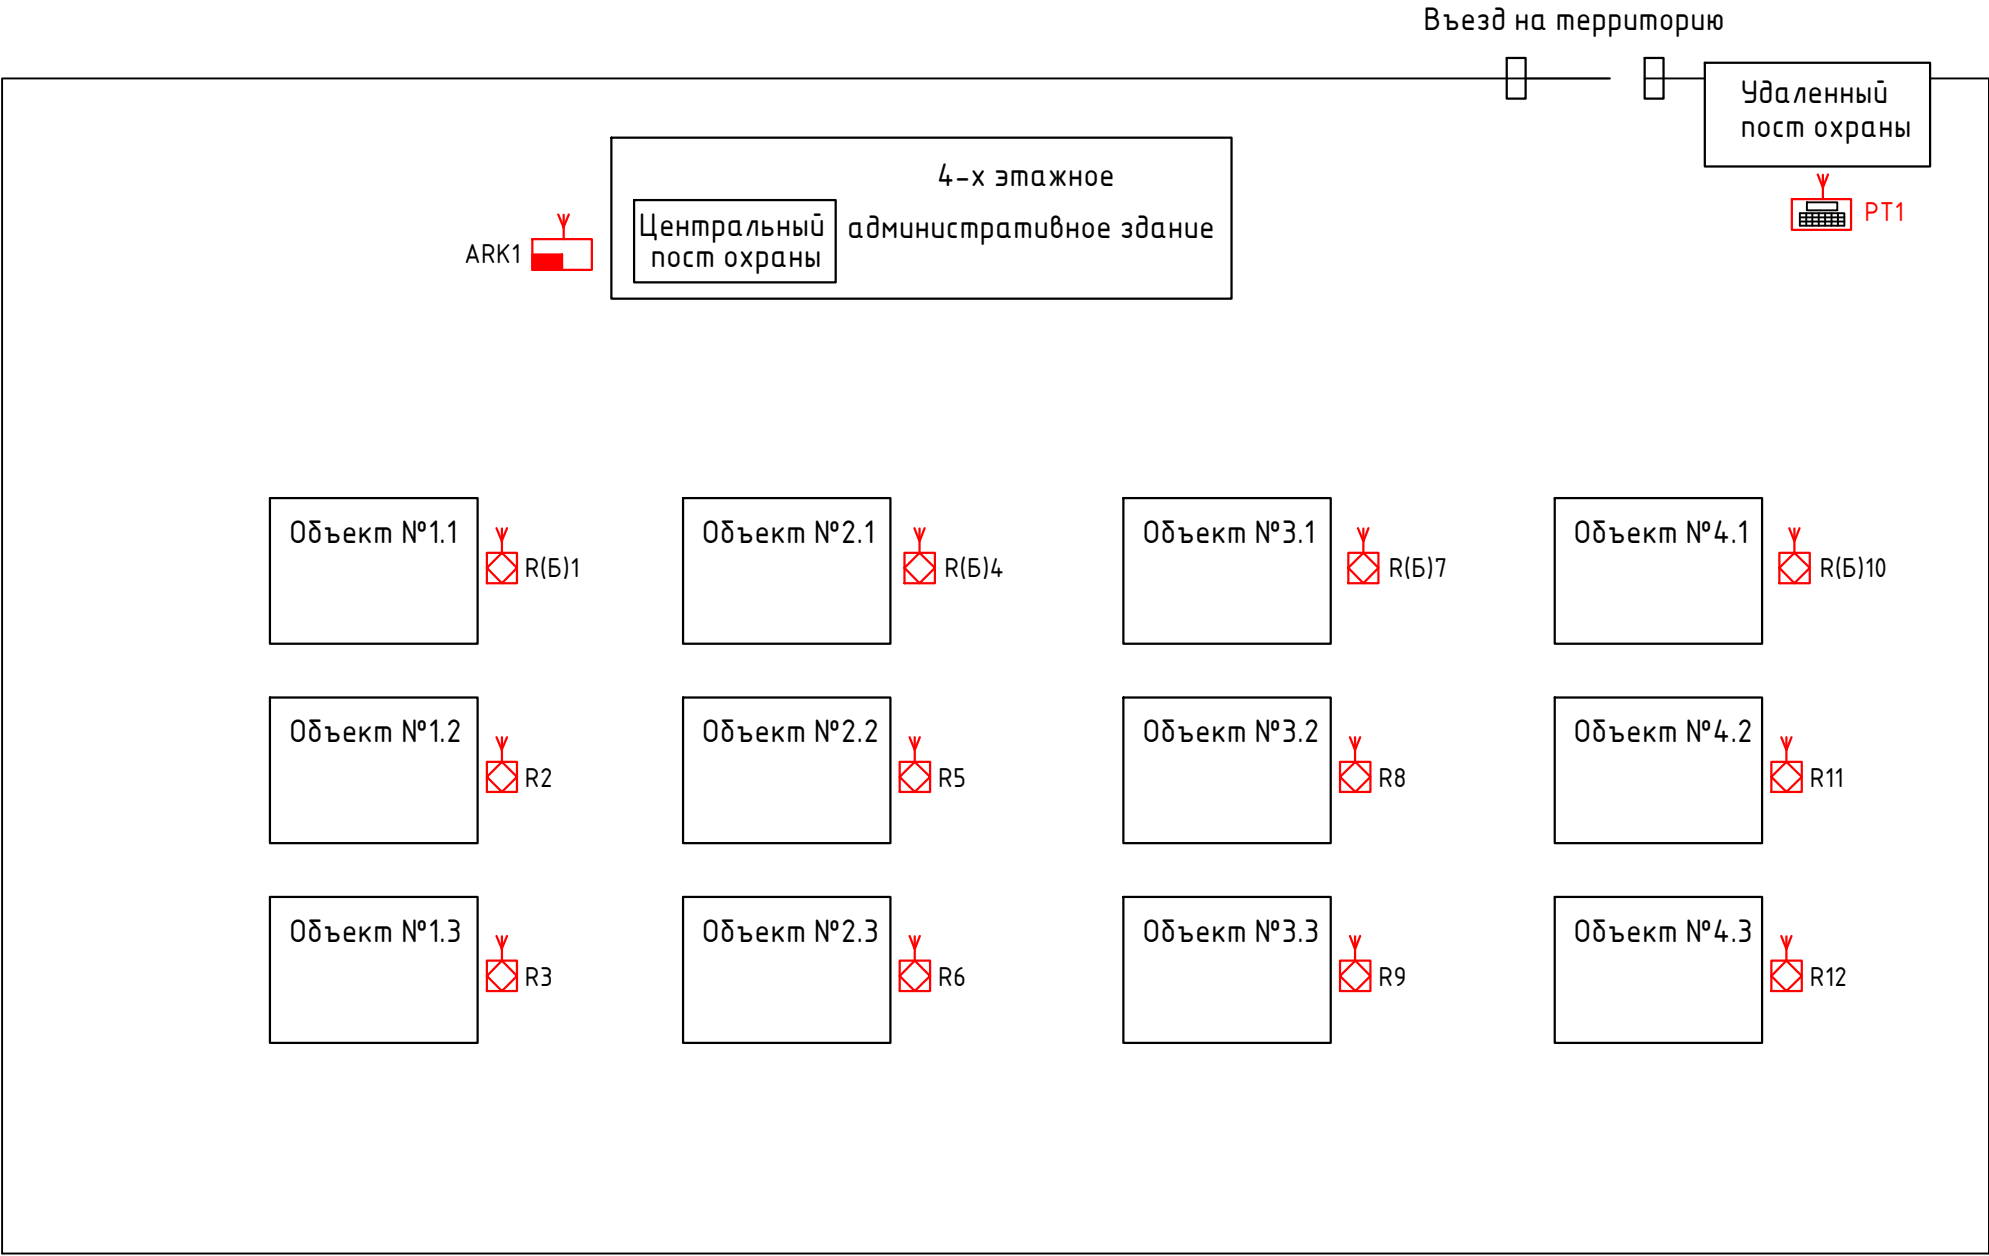 Въезд на территорию
Удаленный
пост охраны
PT1
4-х этажное
административное здание
Центральный
пост охраны
ARK1
Объект №1.1
R(Б)1
Объект №2.1
R(Б)4
Объект №3.1
R(Б)7
Объект №4.1
R(Б)10
Объект №1.2
R2
Объект №2.2
R5
Объект №3.2
R8
Объект №4.2
R11
Объект №1.3
R3
Объект №2.3
R6
Объект №3.3
R9
Объект №4.3
R12